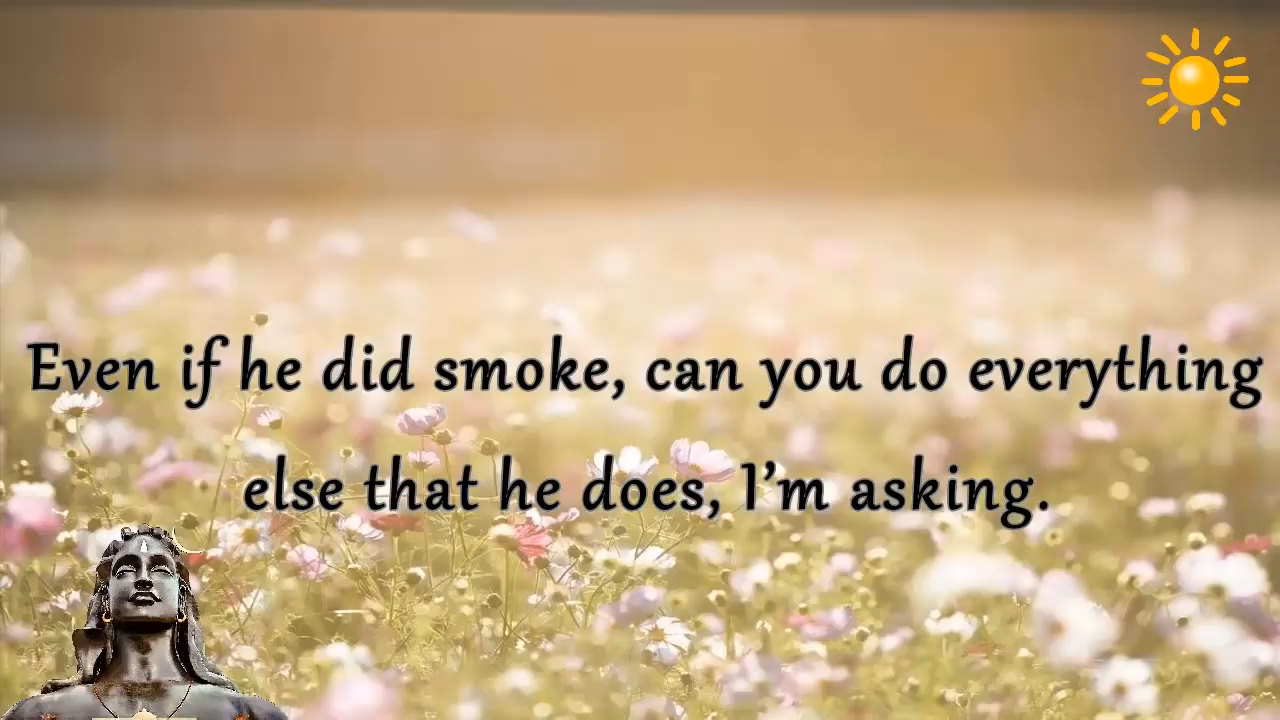 Even if he did smoke, can you do everything
else that he does, I'm asking.